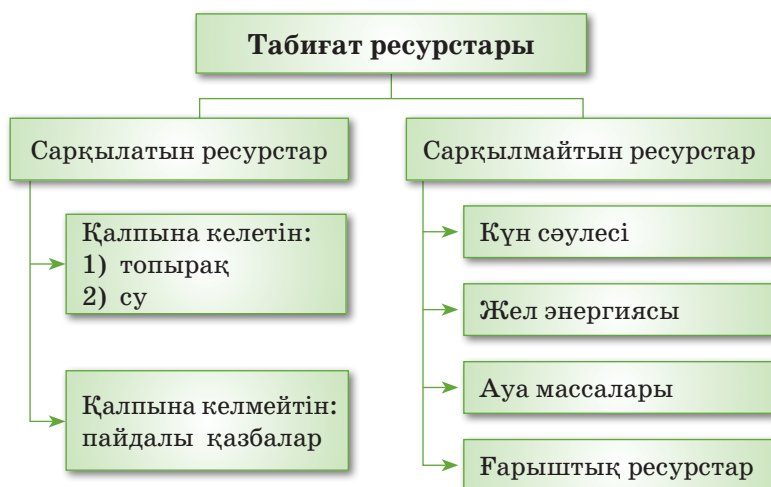 Табиғат ресурстары
Сарқылатын ресурстар
Қалпына келетін:
1) топырақ
2) су
Қалпына келмейтін:
пайдалы қазбалар
Сарқылмайтын ресурстар
Күн сәулесі
Жел энергиясы
Ауа массалары
Ғарыштық ресурстар